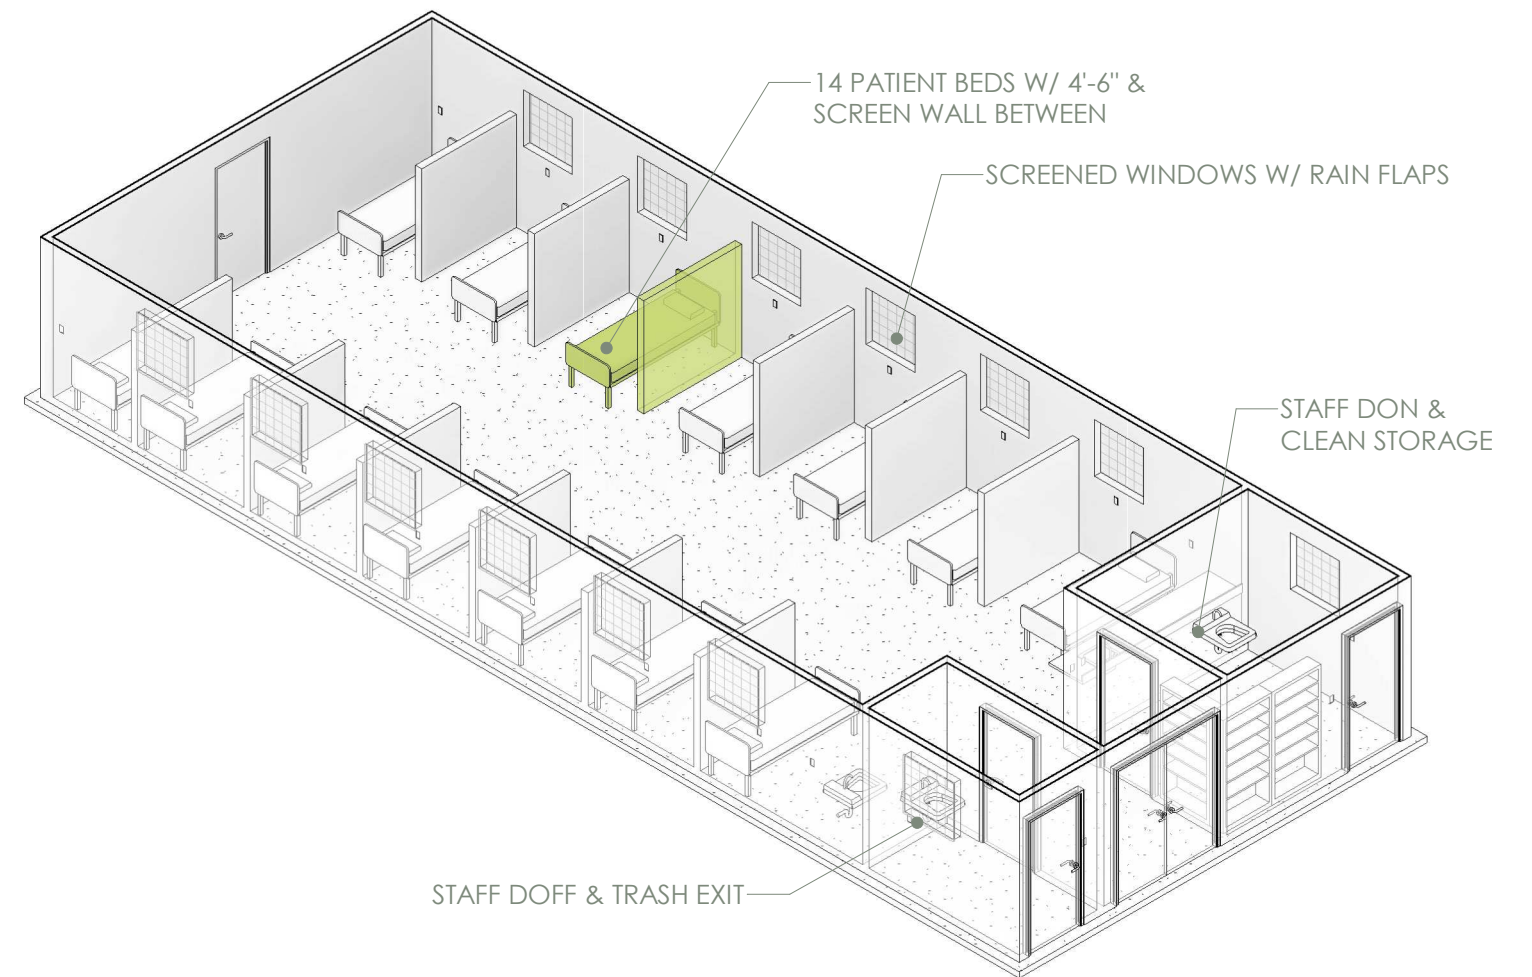 14 PATIENT BEDS W/ 4'-6" &
SCREEN WALL BETWEEN
SCREENED WINDOWS W/ RAIN FLAPS
STAFF DON &
CLEAN STORAGE
STAFF DOFF & TRASH EXIT